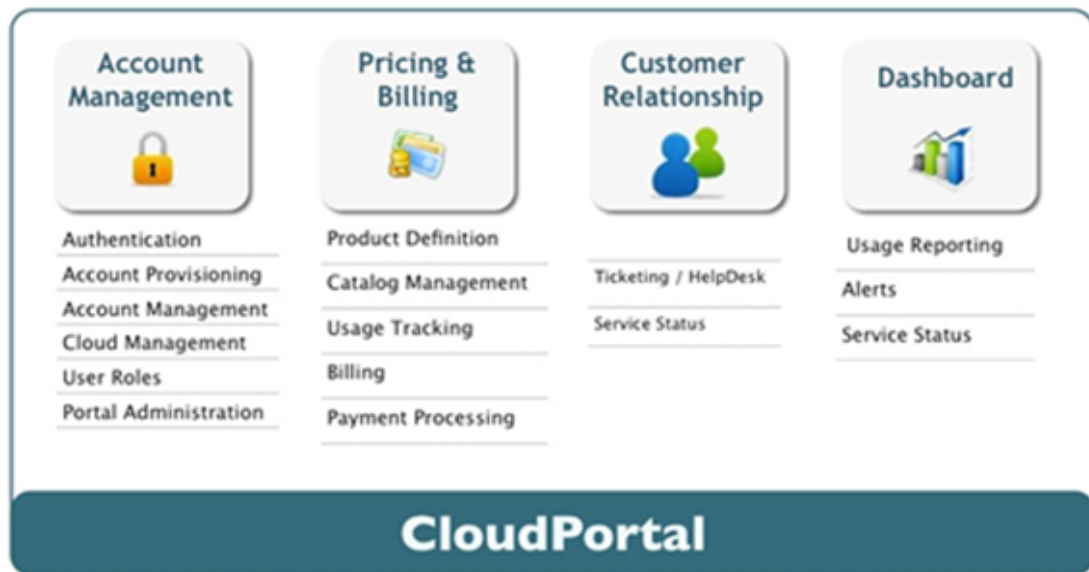 Account
Management
Authentication
Account Provisioning
Account Management
Cloud Management
User Roles
Portal Administration
Pricing &
Billing
Product Definition
Catalog Management
Usage Tracking
Billing
Payment Processing
Customer
Relationship
Ticketing / HelpDesk
Service Status
Dashboard
Usage Reporting
Alerts
Service Status
CloudPortal